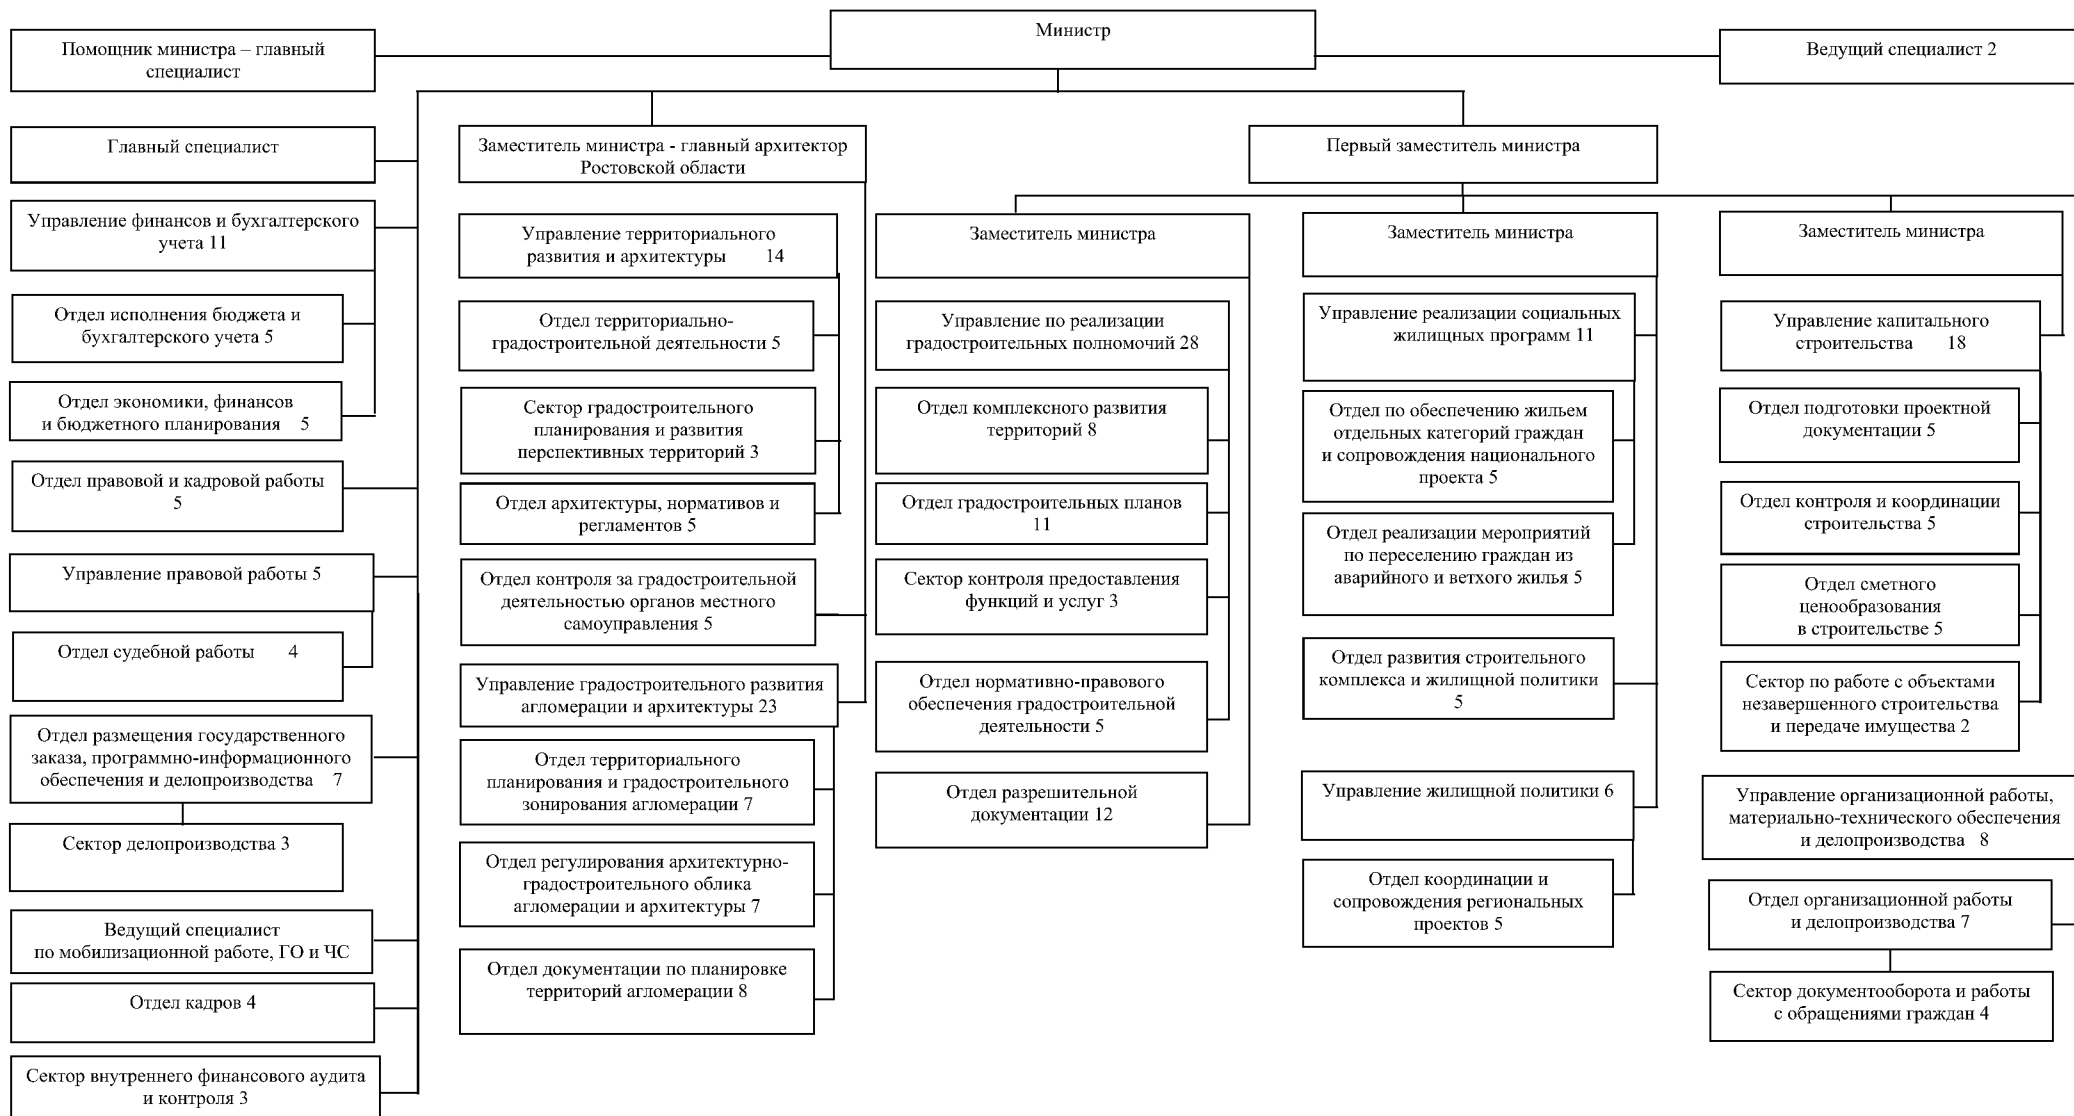 Министр
Помощник министра – главный
специалист
Ведущий специалист 2
Главный специалист
Управление финансов и бухгалтерского
учета 11
Отдел исполнения бюджета и
бухгалтерского учета 5
Отдел экономики, финансов
и бюджетного планирования 5
Отдел правовой и кадровой работы
5
Управление правовой работы 5
Отдел судебной работы 4
Отдел размещения государственного
заказа, программно-информационного
обеспечения и делопроизводства 7
Сектор делопроизводства 3
Ведущий специалист
по мобилизационной работе, ГО и ЧС
Отдел кадров 4
Сектор внутреннего финансового аудита
и контроля 3
Заместитель министра - главный архитектор
Ростовской области
Управление территориального
развития и архитектуры 14
Отдел территориально-
градостроительной деятельности 5
Сектор градостроительного
планирования и развития
перспективных территорий 3
Отдел архитектуры, нормативов и
регламентов 5
Отдел контроля за градостроительной
деятельностью органов местного
самоуправления 5
Управление градостроительного развития
агломерации и архитектуры 23
Отдел территориального
планирования и градостроительного
зонирования агломерации 7
Отдел регулирования архитектурно-
градостроительного облика
агломерации и архитектуры 7
Отдел документации по планировке
территорий агломерации 8
Первый заместитель министра
Заместитель министра
Управление по реализации
градостроительных полномочий 28
Отдел комплексного развития
территорий 8
Отдел градостроительных планов
11
Сектор контроля предоставления
функций и услуг 3
Отдел нормативно-правового
обеспечения градостроительной
деятельности 5
Отдел разрешительной
документации 12
Заместитель министра
Управление реализации социальных
жилищных программ 11
Отдел по обеспечению жильем
отдельных категорий граждан
и сопровождения национального
проекта 5
Отдел реализации мероприятий
по переселению граждан из
аварийного и ветхого жилья 5
Отдел развития строительного
комплекса и жилищной политики
5
Управление жилищной политики 6
Отдел координации и
сопровождения региональных
проектов 5
Заместитель министра
Управление капитального
строительства 18
Отдел подготовки проектной
документации 5
Отдел контроля и координации
строительства 5
Отдел сметного
ценообразования
в строительстве 5
Сектор по работе с объектами
незавершенного строительства
и передаче имущества 2
Управление организационной работы,
материально-технического обеспечения
и делопроизводства 8
Отдел организационной работы
и делопроизводства 7
Сектор документооборота и работы
с обращениями граждан 4